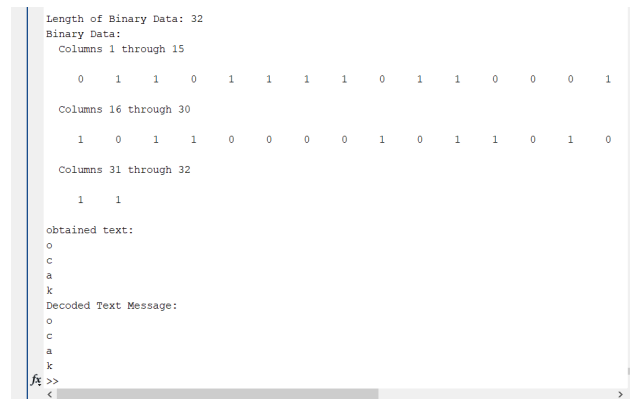 Length of Binary Data: 32
Binary Data:
Columns 1 through 15
0 1 1 0 1 1 1 1 0 1 1 0 0 0 1
Columns 16 through 30
1 0 1 1 0 0 0 0 1 0 1 1 0 1 0
Columns 31 through 32
1 1
obtained text:
o
c
a
k
Decoded Text Message:
o
c
a
k
fx >>